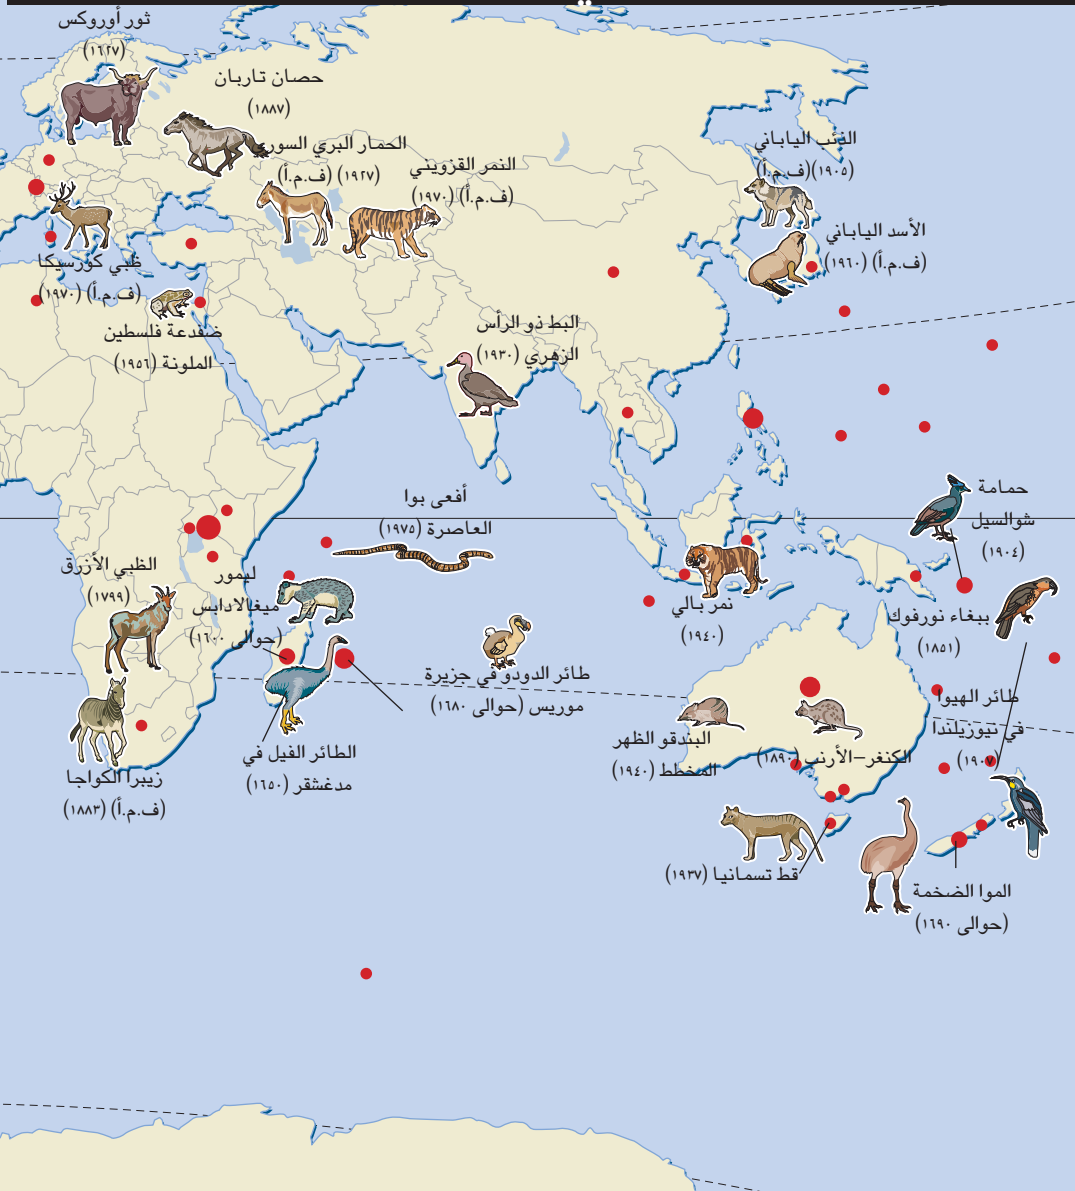 ثور أوروكس
(١٦٢٧)
حصان تاربان
(١٨٨٧)
الحمار البري السوري
(ف.م.أ) (١٩٢٧)
النمر القزويني
(ف.م.أ) (١٩٧٠)
الذئب الياباني
(ف.م.أ)(١٩٠٥)
الأسد الياباني
(ف.م.أ) (١٩٦٠)
ظبي كورسيكا
(ف.م.أ) (١٩٧٠)
ضفدعة فلسطين
الملونة (١٩٥٦)
البط ذو الرأس
الزهري (١٩٣٠)
أفعى بوا
العاصرة (١٩٧٥)
حمامة
شوالسيل
(١٩٠٤)
الظبي الأزرق
(١٧٩٩)
ليمور
ميغالادابس
(حوالى ١٦٠٠)
نمر بالي
(١٩٤٠)
ببغاء نورفوك
(١٨٥١)
طائر الدودو في جزيرة
موريس (حوالى ١٦٨٠)
طائر الهيوا
في نيوزيلندا
(١٩٠٧)
البندقو الظهر
المخطط (١٩٤٠)
الكنغر–الأرنب (١٨٩٠)
الطائر الفيل في
مدغشقر (١٦٥٠)
زيبرا الكواجا
(ف.م.أ) (١٨٨٣)
قط تسمانيا (١٩٣٧)
الموا الضخمة
(حوالى ١٦٩٠)